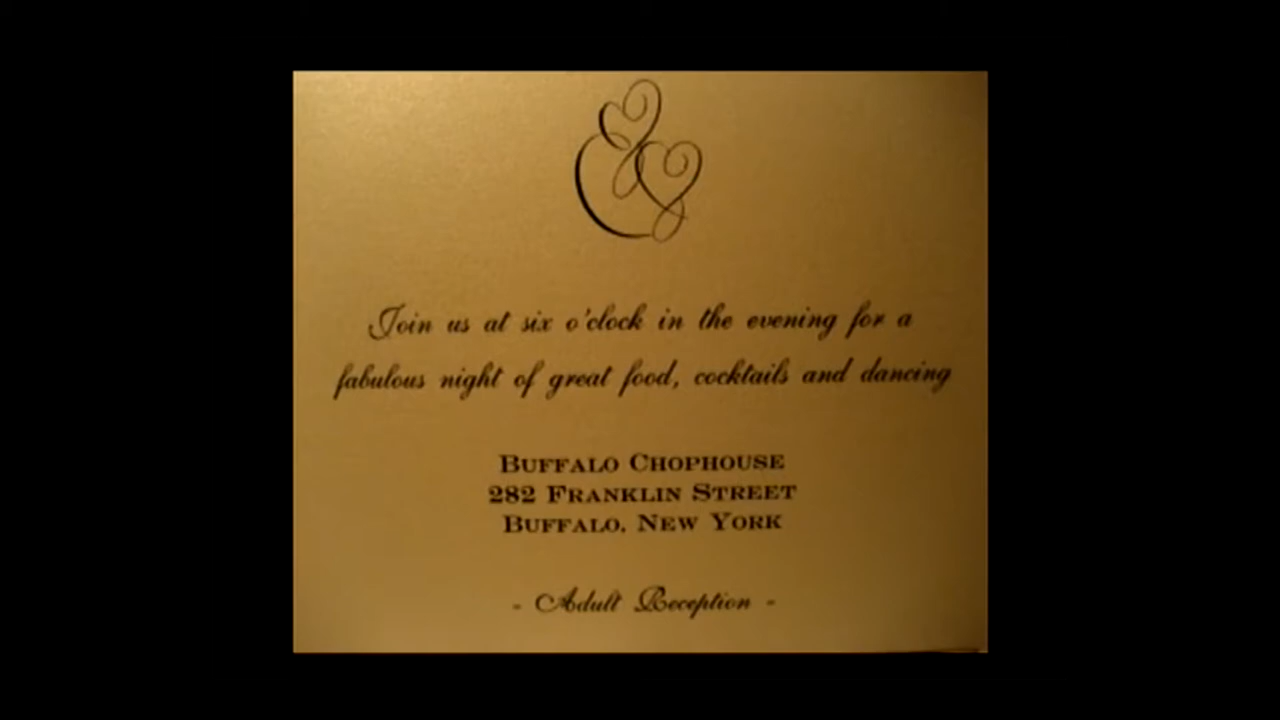 Join us at six o'clock in the evening for a
fabulous night of great food, cocktails and dancing
BUFFALO CHOPHOUSE
282 FRANKLIN STREET
BUFFALO, NEW YORK
- Adult Reception -